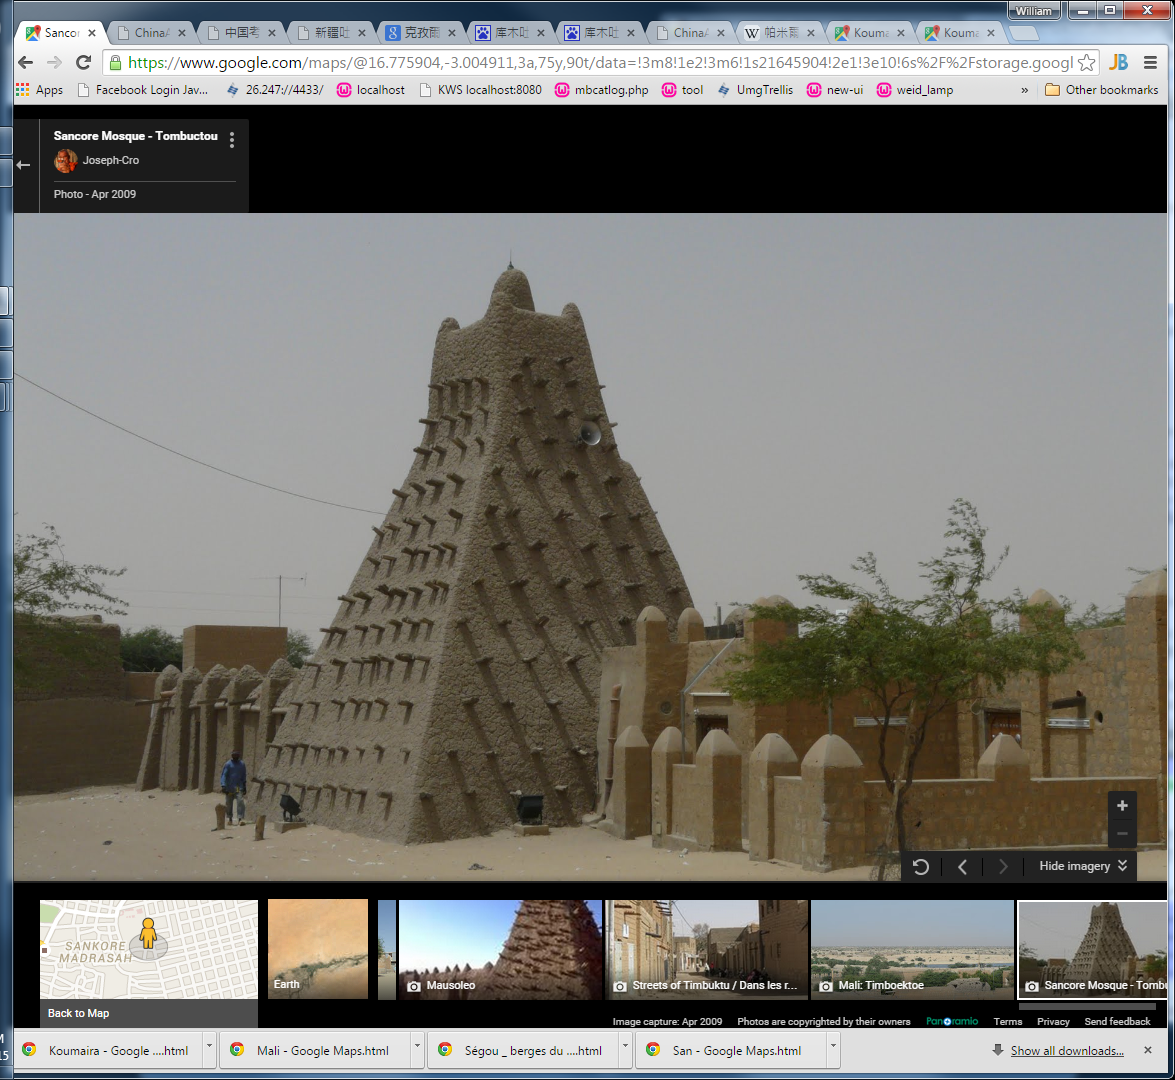 William
Sancor
ChinaA
中国考
新疆吐
克孜爾
库木吐
库木吐
ChinaA
帕米爾
Kouma
Kouma
https://www.google.com/maps/@16.775904,-3.004911,3a,75y,90t/data=!3m8!1e2!3m6!1s21645904!2e1!3e10!6s%2F%2Fstorage.googl
JB
Apps
Facebook Login Jav...
26.247://4433/
localhost
KWS localhost:8080
mbcatlog.php
tool
UmgTrellis
new-ui
weid_lamp
»
Other bookmarks
Sancore Mosque - Tombuctou
Joseph-Cro
Photo - Apr 2009
Hide imagery
SANKORE
MADRASAH
Back to Map
Earth
Mausoleo
Streets of Timbuktu / Dans les r...
Mali: Timboektoe
Sancore Mosque - Tombu
Image capture: Apr 2009
Photos are copyrighted by their owners
Panoramio
Terms
Privacy
Send feedback
M
15
Koumaira - Google ....html
Mali - Google Maps.html
Ségou _ berges du ....html
San - Google Maps.html
Show all downloads...